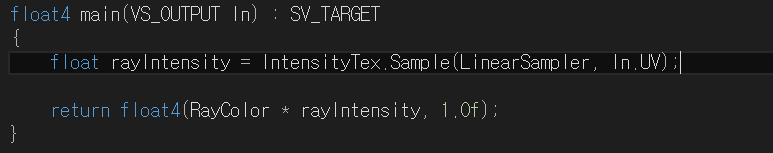 float4 main(VS_OUTPUT In) : SV_TARGET
{
float rayIntensity = IntensityTex.Sample(LinearSampler, In.UV);
return float4(RayColor * rayIntensity, 1.0f);
}